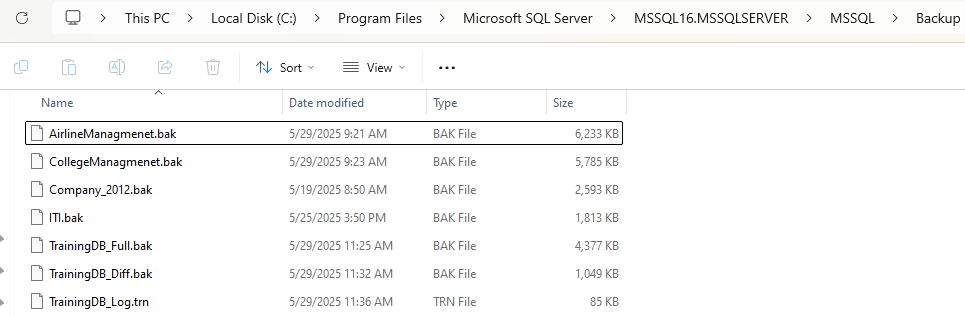 This PC > Local Disk (C:) > Program Files > Microsoft SQL Server > MSSQL16.MSSQLSERVER > MSSQL > Backup
Sort View
Name Date modified Type Size
AirlineManagmenet.bak 5/29/2025 9:21 AM BAK File 6,233 KB
CollegeManagmenet.bak 5/29/2025 9:23 AM BAK File 5,785 KB
Company_2012.bak 5/19/2025 8:50 AM BAK File 2,593 KB
ITI.bak 5/25/2025 3:50 PM BAK File 1,813 KB
TrainingDB_Full.bak 5/29/2025 11:25 AM BAK File 4,377 KB
TrainingDB_Diff.bak 5/29/2025 11:32 AM BAK File 1,049 KB
TrainingDB_Log.trn 5/29/2025 11:36 AM TRN File 85 KB